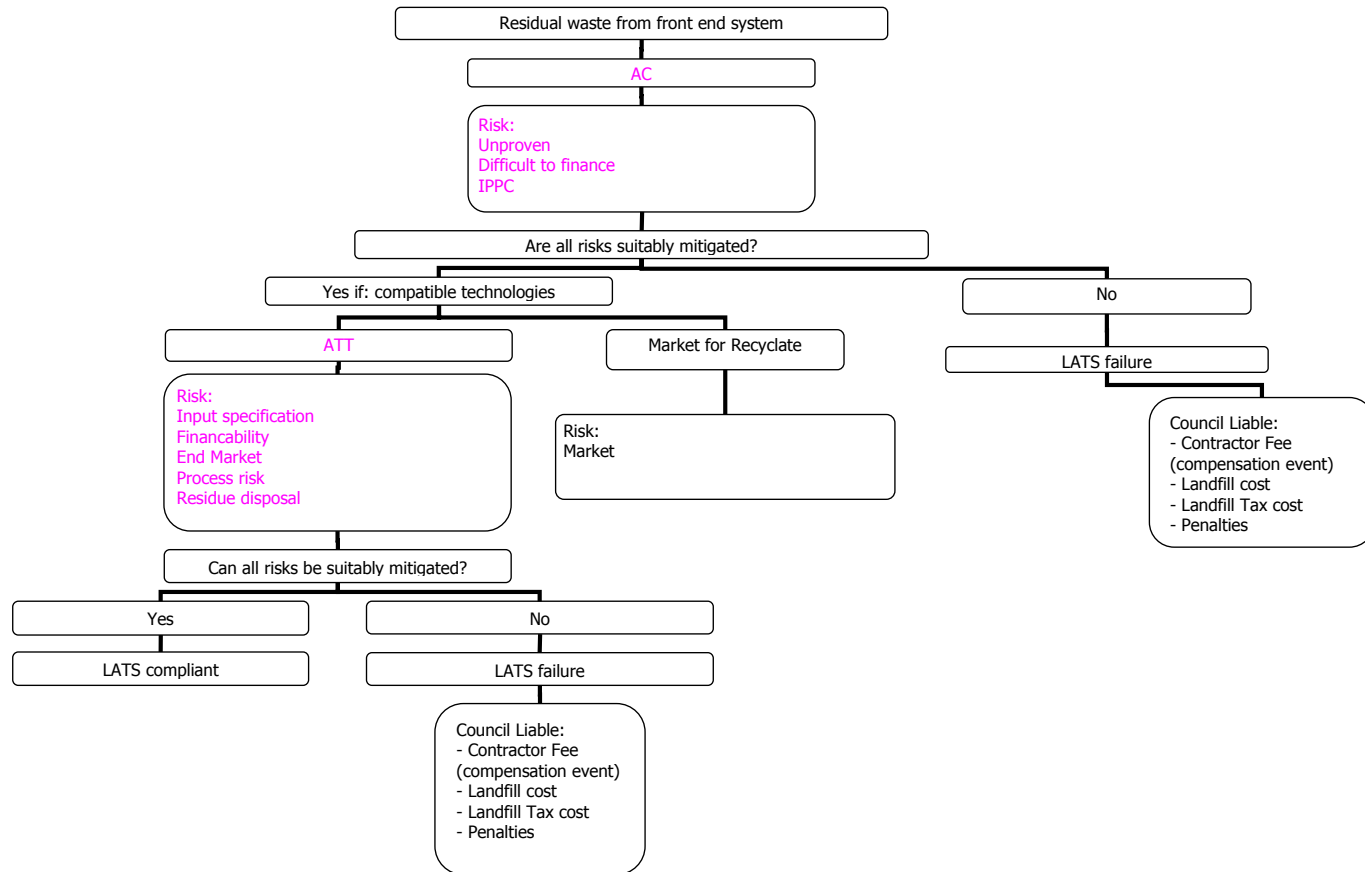 Residual waste from front end system
AC
Risk:
Unproven
Difficult to finance
IPPC
Are all risks suitably mitigated?
Yes if: compatible technologies
No
ATT
Market for Recyclate
LATS failure
Risk:
Input specification
Financability
End Market
Process risk
Residue disposal
Risk:
Market
Council Liable:
- Contractor Fee
(compensation event)
- Landfill cost
- Landfill Tax cost
- Penalties
Can all risks be suitably mitigated?
Yes
No
LATS compliant
LATS failure
Council Liable:
- Contractor Fee
(compensation event)
- Landfill cost
- Landfill Tax cost
- Penalties